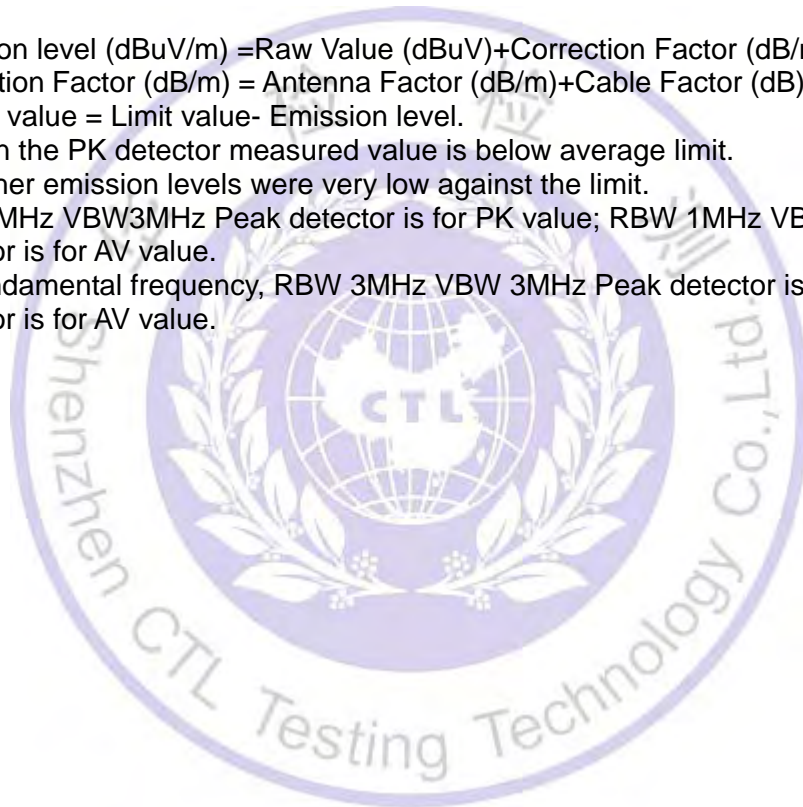 on level (dBuV/m) =Raw Value (dBuV)+Correction Factor (dB/
tion Factor (dB/m) = Antenna Factor (dB/m)+Cable Factor (dB)
value = Limit value- Emission level.
n the PK detector measured value is below average limit.
her emission levels were very low against the limit.
MHz VBW3MHz Peak detector is for PK value; RBW 1MHz VB
or is for AV value.
ndamental frequency, RBW 3MHz VBW 3MHz Peak detector is
or is for AV value.
检
测
CTL
Shenzhen CTL Testing Technology Co.,Ltd.